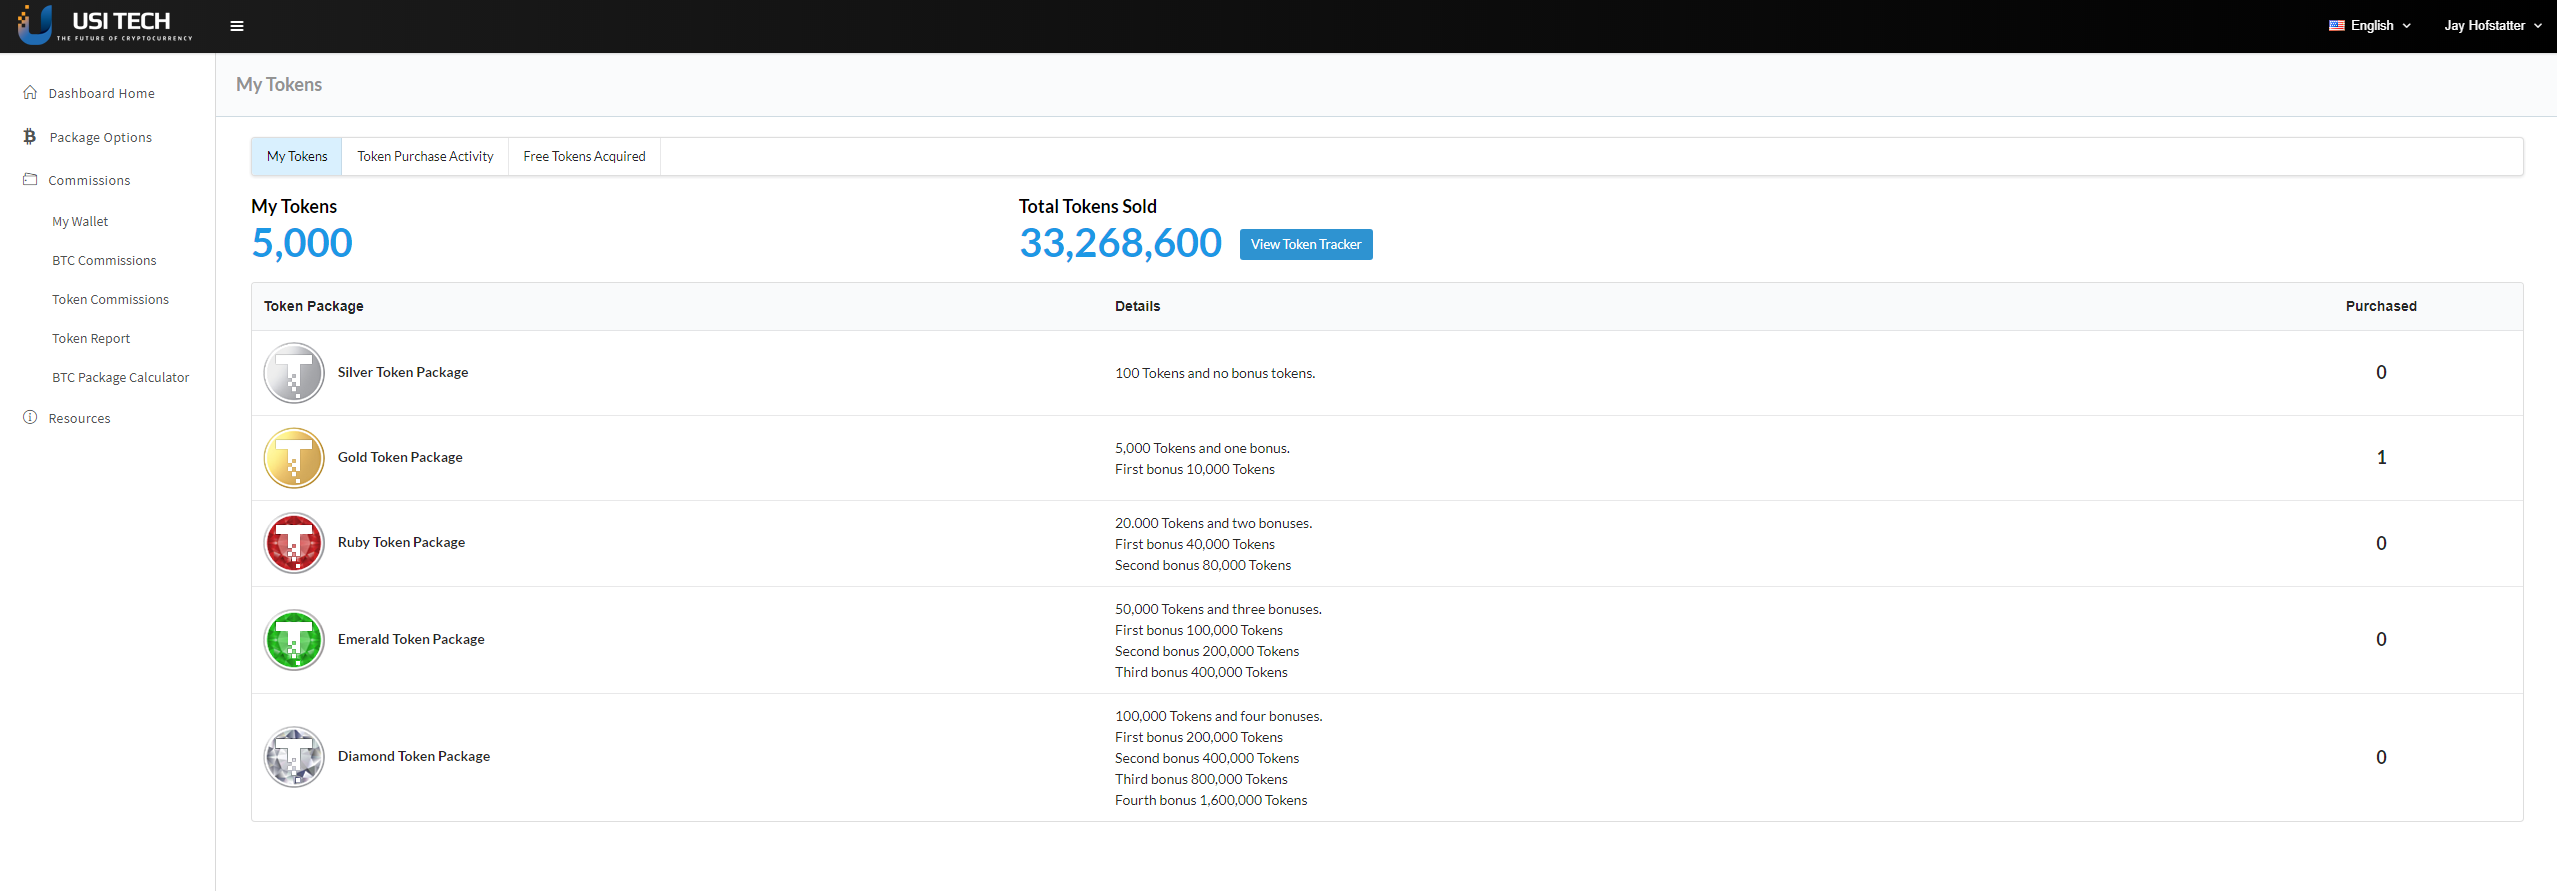 USI TECH
THE FUTURE OF CRYPTOCURRENCY
English
Jay Hofstatter
Dashboard Home
Package Options
Commissions
My Wallet
BTC Commissions
Token Commissions
Token Report
BTC Package Calculator
Resources
My Tokens
My Tokens
Token Purchase Activity
Free Tokens Acquired
My Tokens
5,000
Total Tokens Sold
33,268,600
View Token Tracker
Token Package
Details
Purchased
Silver Token Package
100 Tokens and no bonus tokens.
0
Gold Token Package
5,000 Tokens and one bonus.
First bonus 10,000 Tokens
1
Ruby Token Package
20.000 Tokens and two bonuses.
First bonus 40,000 Tokens
Second bonus 80,000 Tokens
0
Emerald Token Package
50,000 Tokens and three bonuses.
First bonus 100,000 Tokens
Second bonus 200,000 Tokens
Third bonus 400,000 Tokens
0
Diamond Token Package
100,000 Tokens and four bonuses.
First bonus 200,000 Tokens
Second bonus 400,000 Tokens
Third bonus 800,000 Tokens
Fourth bonus 1,600,000 Tokens
0